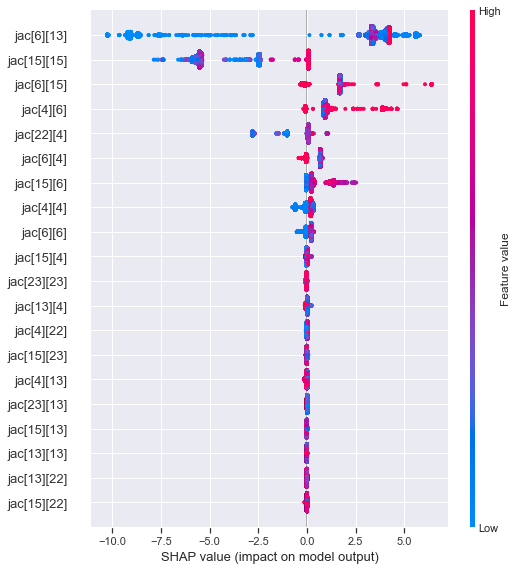 High
jac[6][13]
jac[15][15]
jac[6][15]
jac[4][6]
jac[22][4]
jac[6][4]
jac[15][6]
jac[4][4]
jac[6][6]
jac[15][4]
jac[23][23]
jac[13][4]
jac[4][22]
jac[15][23]
jac[4][13]
jac[23][13]
jac[15][13]
jac[13][13]
jac[13][22]
jac[15][22]
Feature value
Low
−10.0 −7.5 −5.0 −2.5 0.0 2.5 5.0
SHAP value (impact on model output)